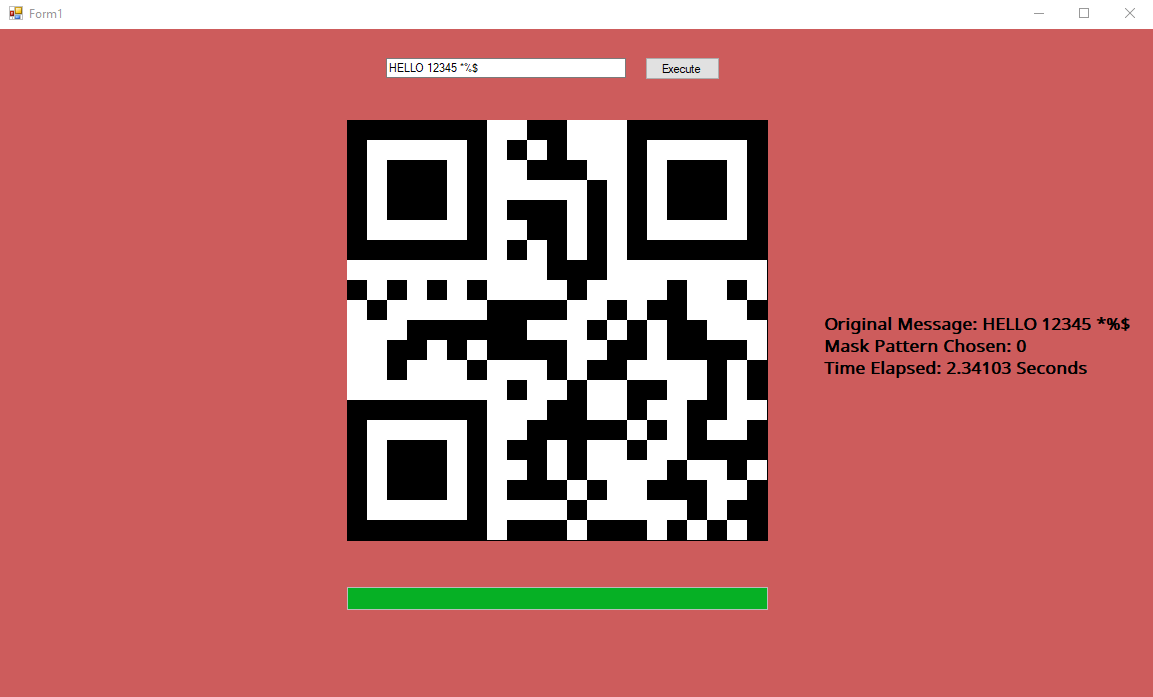 Form1
HELLO 12345 *%$
Execute
Original Message: HELLO 12345 *%$
Mask Pattern Chosen: 0
Time Elapsed: 2.34103 Seconds